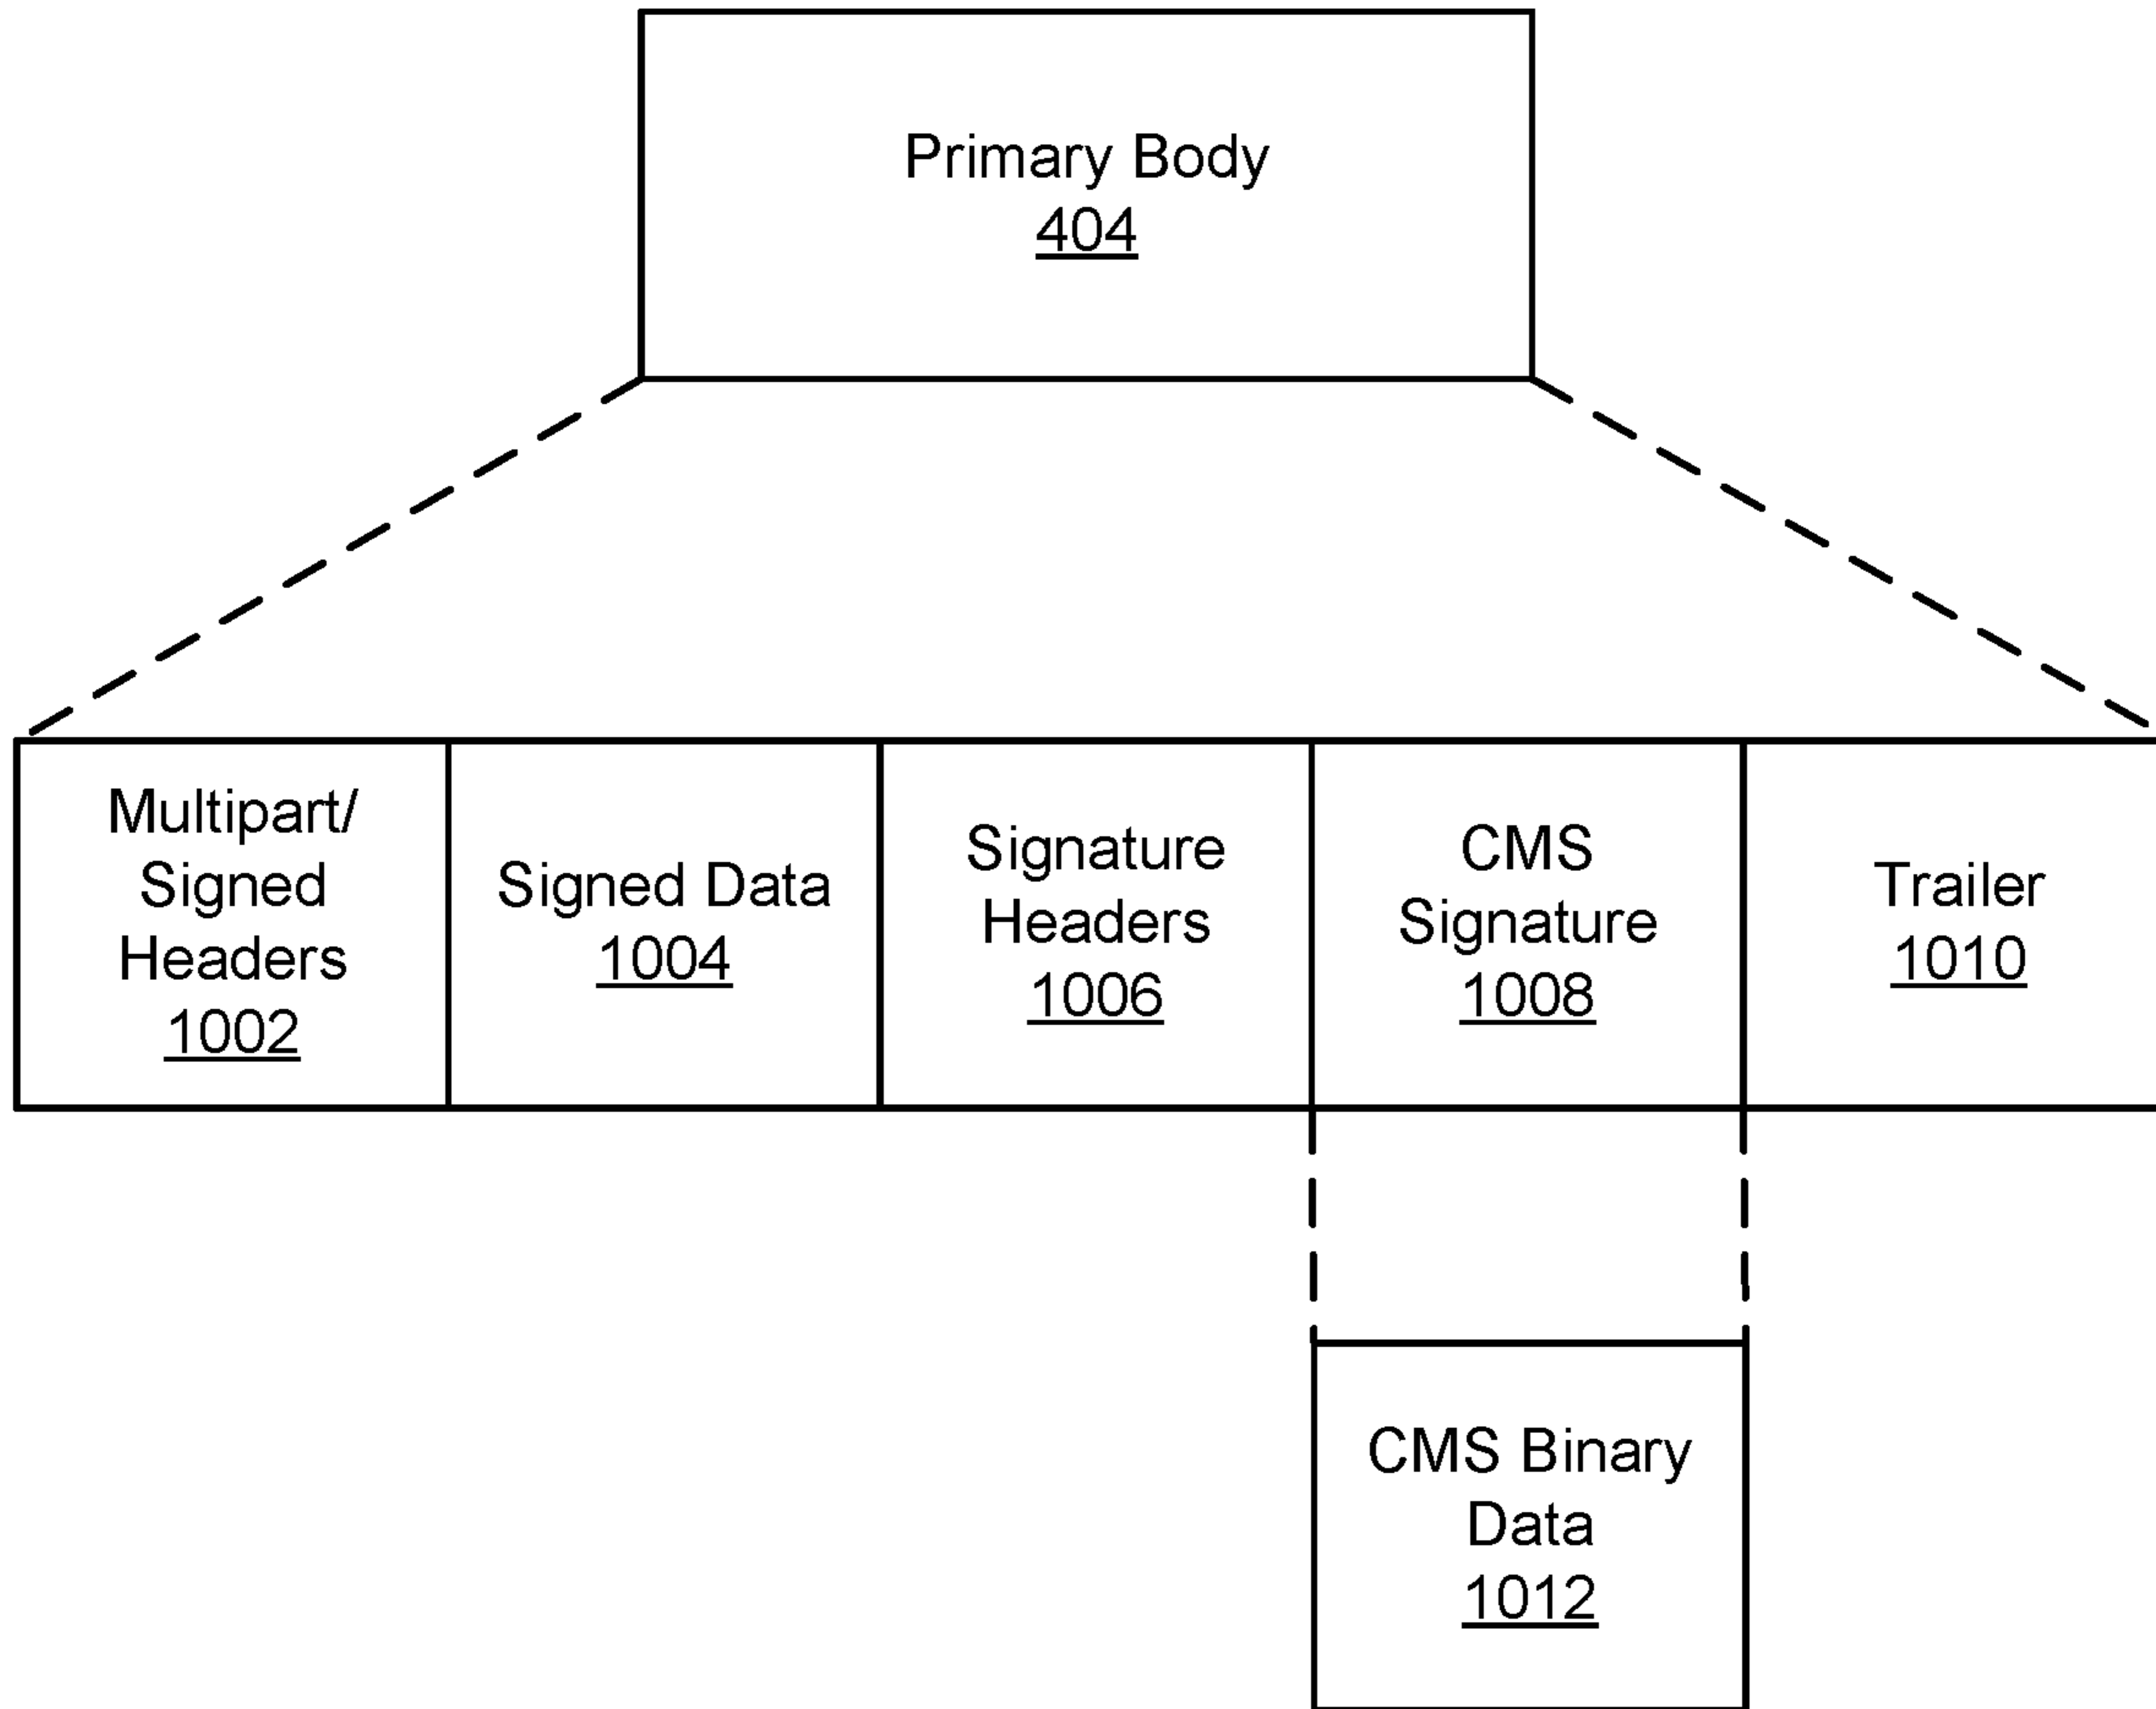 Primary Body
404
Multipart/
Signed
Headers
1002
Signed Data
1004
Signature
Headers
1006
CMS
Signature
1008
Trailer
1010
CMS Binary
Data
1012